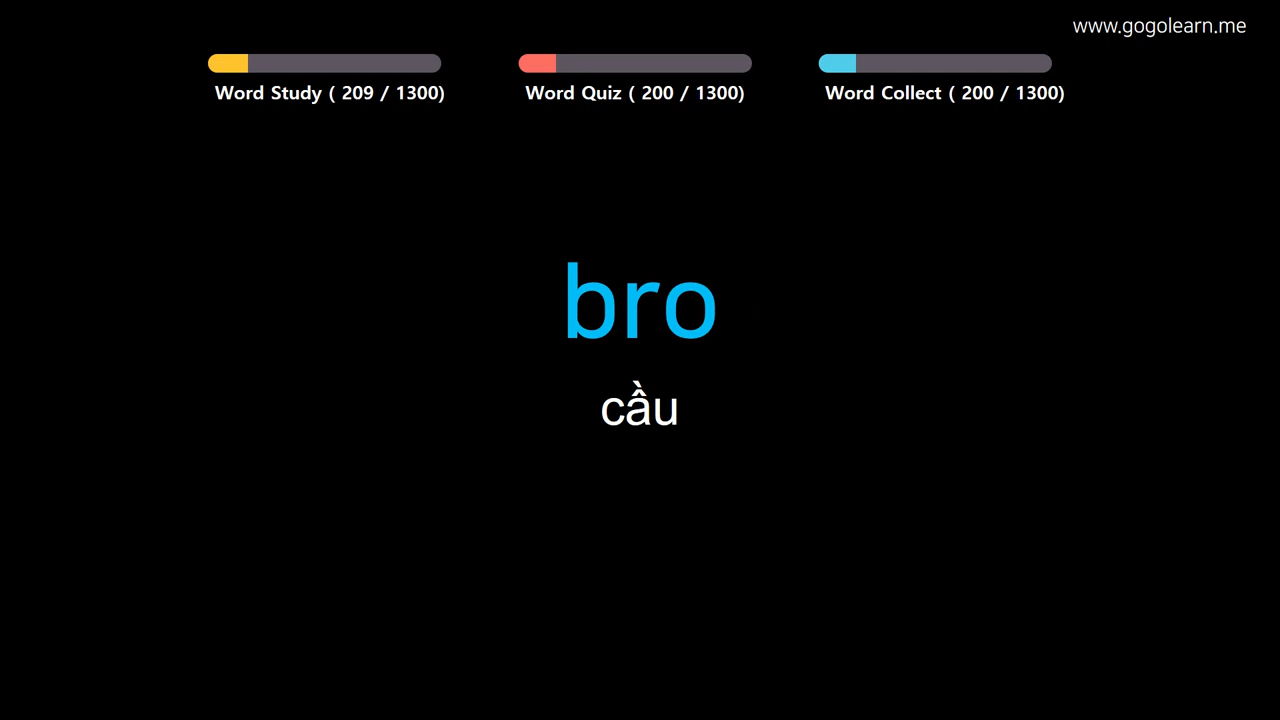 www.gogolearn.me
Word Study ( 209 / 1300)
Word Quiz ( 200 / 1300)
Word Collect ( 200 / 1300)
bro
cầu